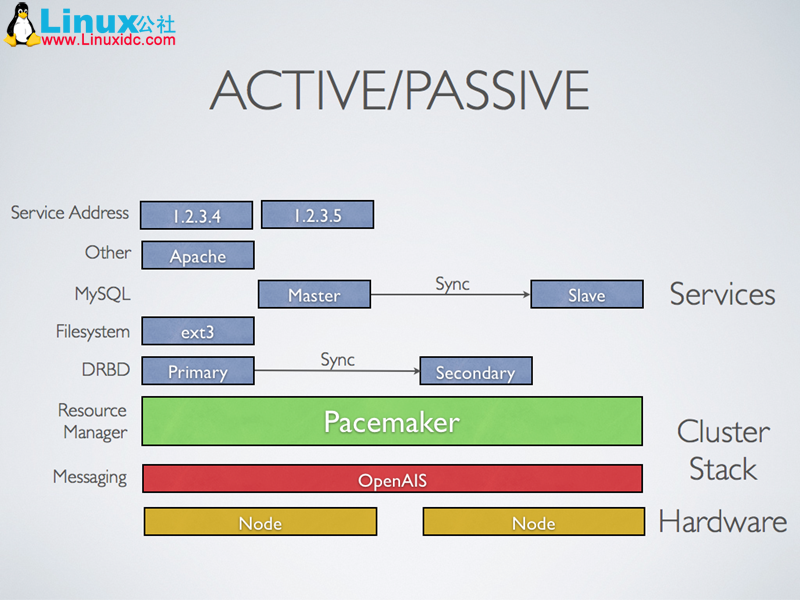 Linux公社
www.Linuxidc.com
ACTIVE/PASSIVE
Service Address
1.2.3.4
1.2.3.5
Other
Apache
MySQL
Master
Sync
Slave
Services
Filesystem
ext3
DRBD
Primary
Sync
Secondary
Resource
Manager
Pacemaker
Cluster
Stack
Messaging
OpenAIS
Node
Node
Hardware